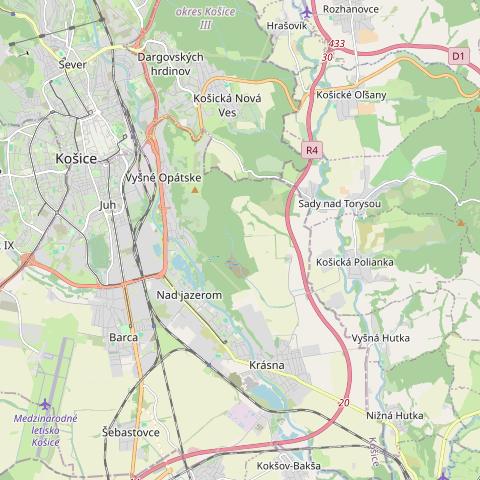 okres Košice
III
Rozhanovce
Hrašovík
433
30
D1
Dargovských
hrdinov
Sever
Košická Nová
Ves
Košické Oľšany
Košice
R4
Vyšné Opátske
Juh
Sady nad Torysou
IX
Košická Polianka
Nad jazerom
Barca
Vyšná Hutka
Krásna
20
Medzinárodné
letisko
Košice
Nižná Hutka
Šebastovce
Košice
Kokšov-Bakša